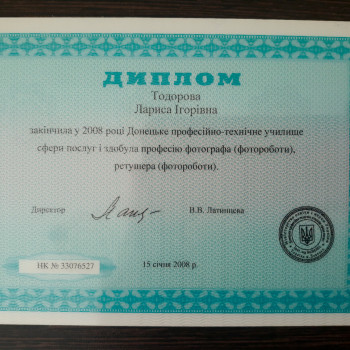 ДИПЛОМ
Тодорова
Лариса Ігорівна
закінчила у 2008 році Донецьке професійно-технічне училище
сфери послуг і здобула професію фотографа (фотороботи),
ретушера (фотороботи).
Директор
В.В. Латишева
НК № 33076527
15 січня 2008 р.